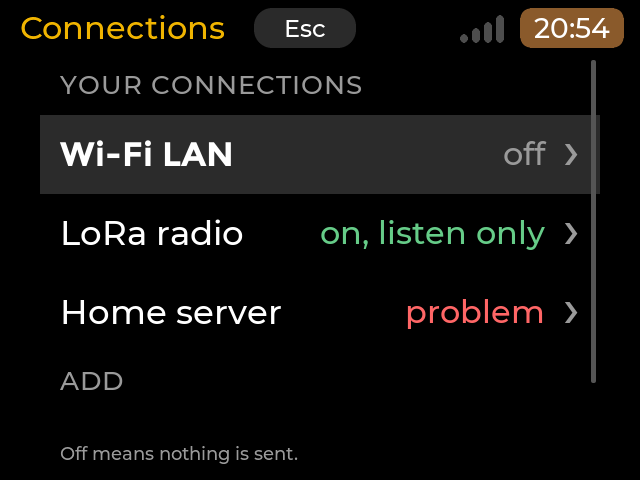 Connections Esc 20:54
YOUR CONNECTIONS
Wi-Fi LAN off
LoRa radio on, listen only
Home server problem
ADD
Off means nothing is sent.